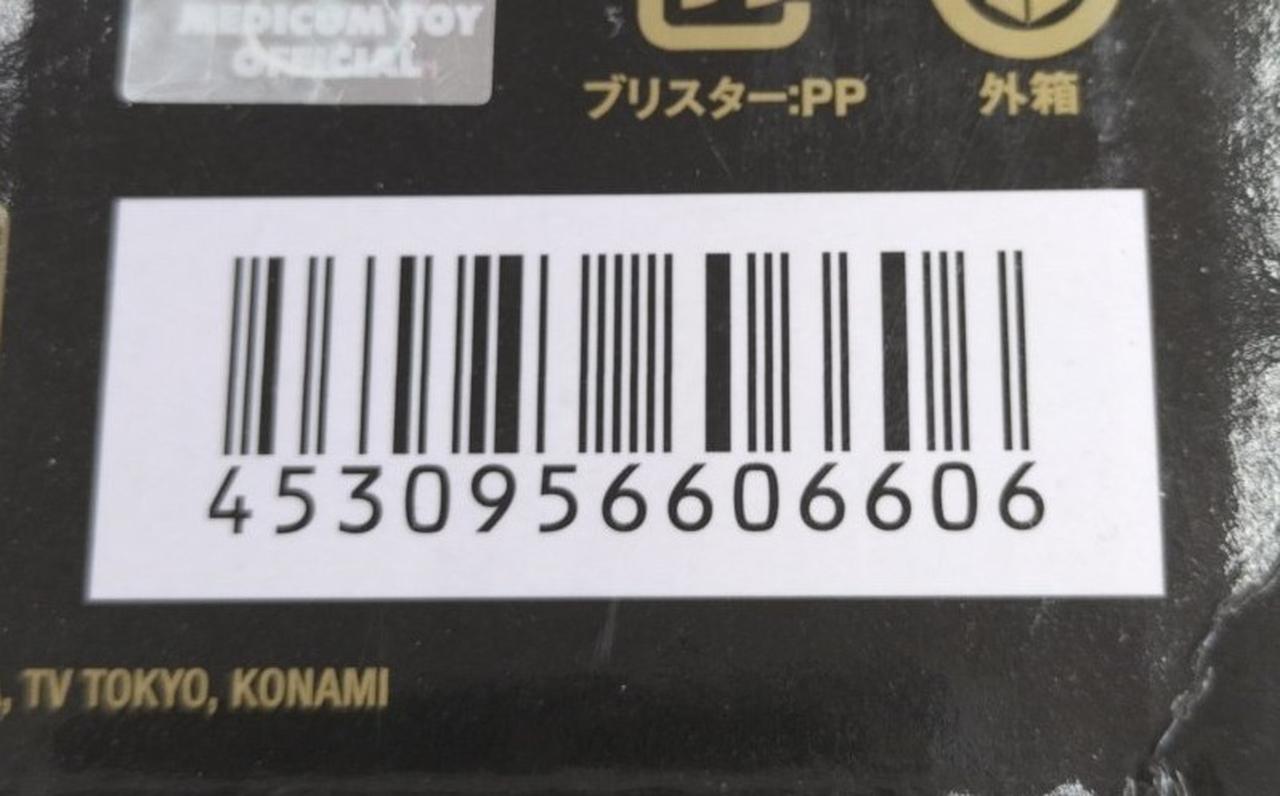 MEDICOM TOY
OFFICIAL
ブリスター:PP
外箱
4530956606606
, TV TOKYO, KONAMI